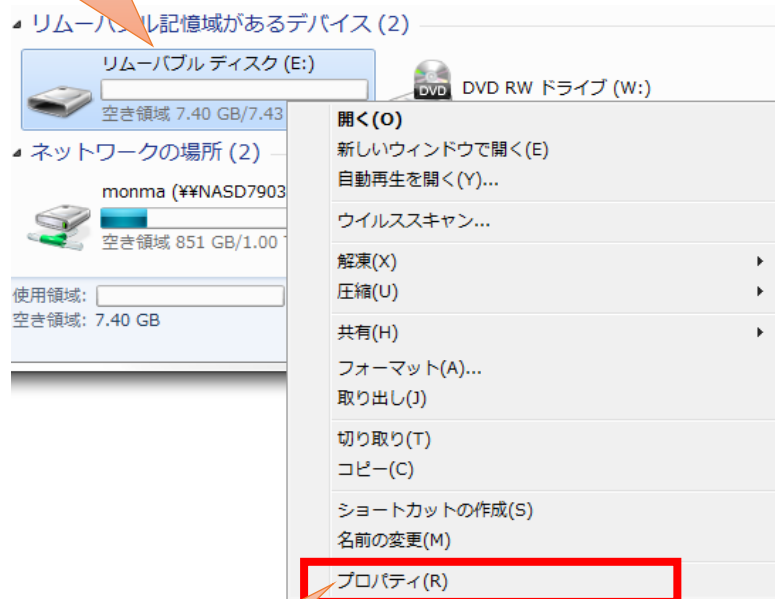 リムーバブル記憶域があるデバイス (2)
リムーバブル ディスク (E:)
空き領域 7.40 GB/7.43
DVD
DVD RW ドライブ (W:)
ネットワークの場所 (2)
monma (¥¥NASD7903
空き領域 851 GB/1.00
使用領域:
空き領域: 7.40 GB
開く(O)
新しいウィンドウで開く(E)
自動再生を開く(Y)...
ウイルススキャン...
解凍(X)
圧縮(U)
共有(H)
フォーマット(A)...
取り出し(J)
切り取り(T)
コピー(C)
ショートカットの作成(S)
名前の変更(M)
プロパティ(R)